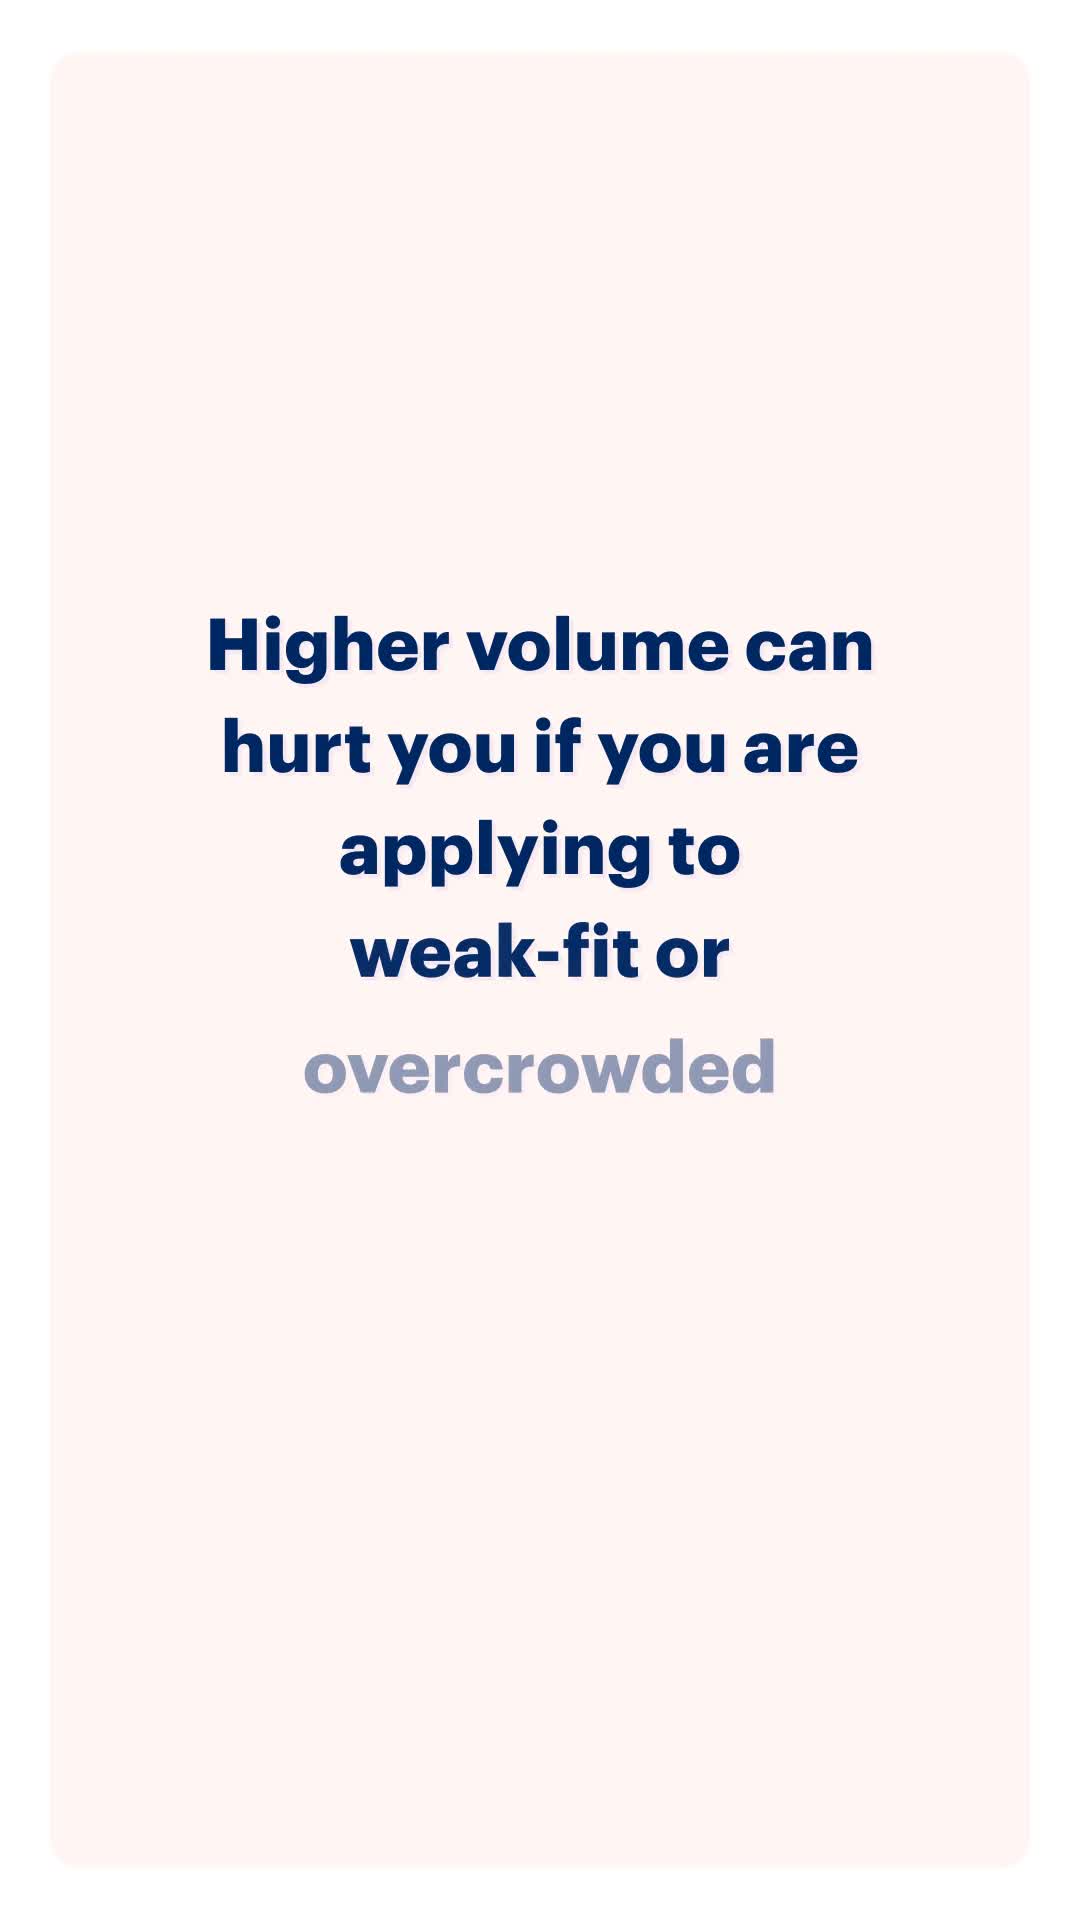 Higher volume can
hurt you if you are
applying to
weak-fit or
overcrowded